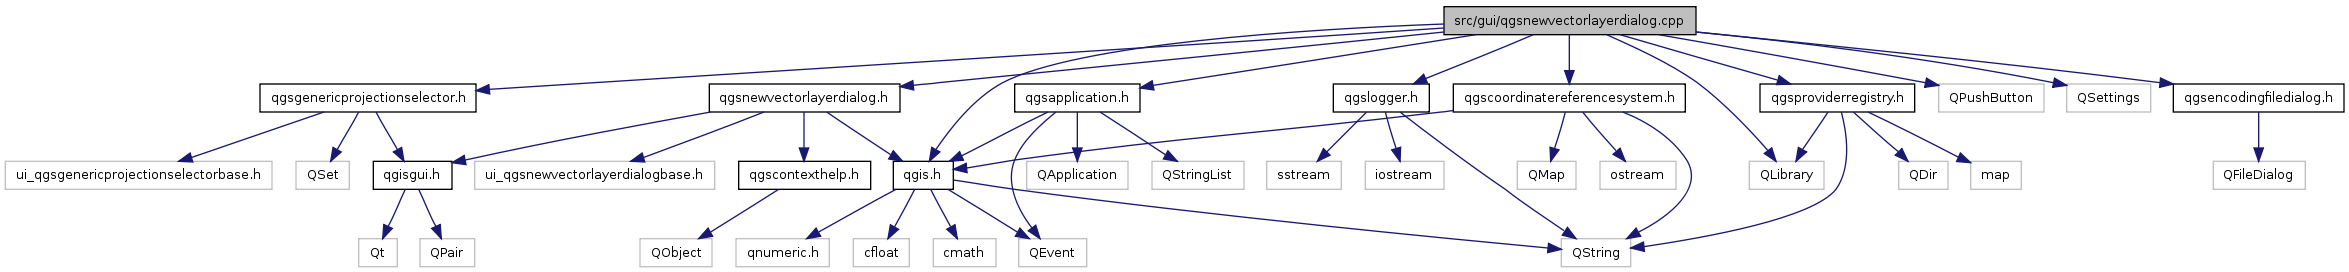 src/gui/qgsnewvectorlayerdialog.cpp
qgsgenericprojectionselector.h
qgsnewvectorlayerdialog.h
qgsapplication.h
qgslogger.h
qgscoordinatereferencesystem.h
qgsproviderregistry.h
QPushButton
QSettings
qgsencodingfiledialog.h
ui_qgsgenericprojectionselectorbase.h
QSet
qgisgui.h
ui_qgsnewvectorlayerdialogbase.h
qgscontexthelp.h
qgis.h
QApplication
QStringList
sstream
iostream
QMap
ostream
QLibrary
QDir
map
QFileDialog
Qt
QPair
QObject
qnumeric.h
cfloat
cmath
QEvent
QString